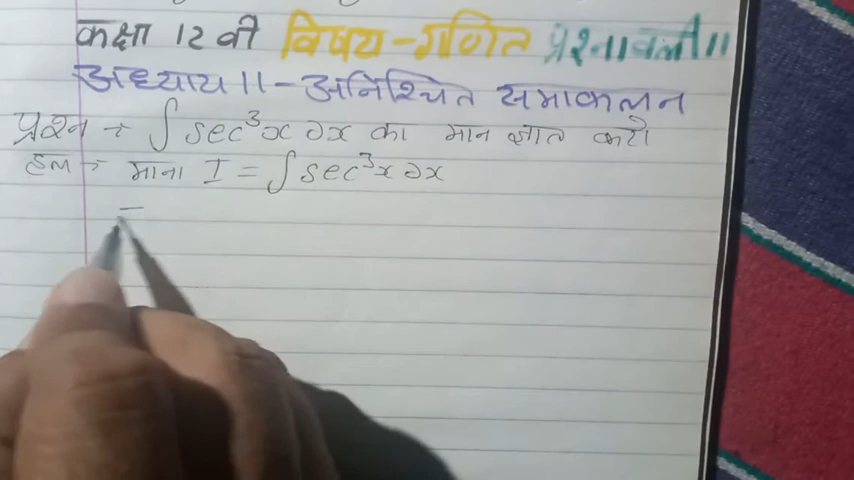 कक्षा 12 वी विषय-गणित प्रश्नावली 11
अध्याय 11-अनिश्चित समाकलन
प्रश्न ÷ ∫sec³x dx का मान ज्ञात करो
हल ÷ माना I = ∫sec³x dx